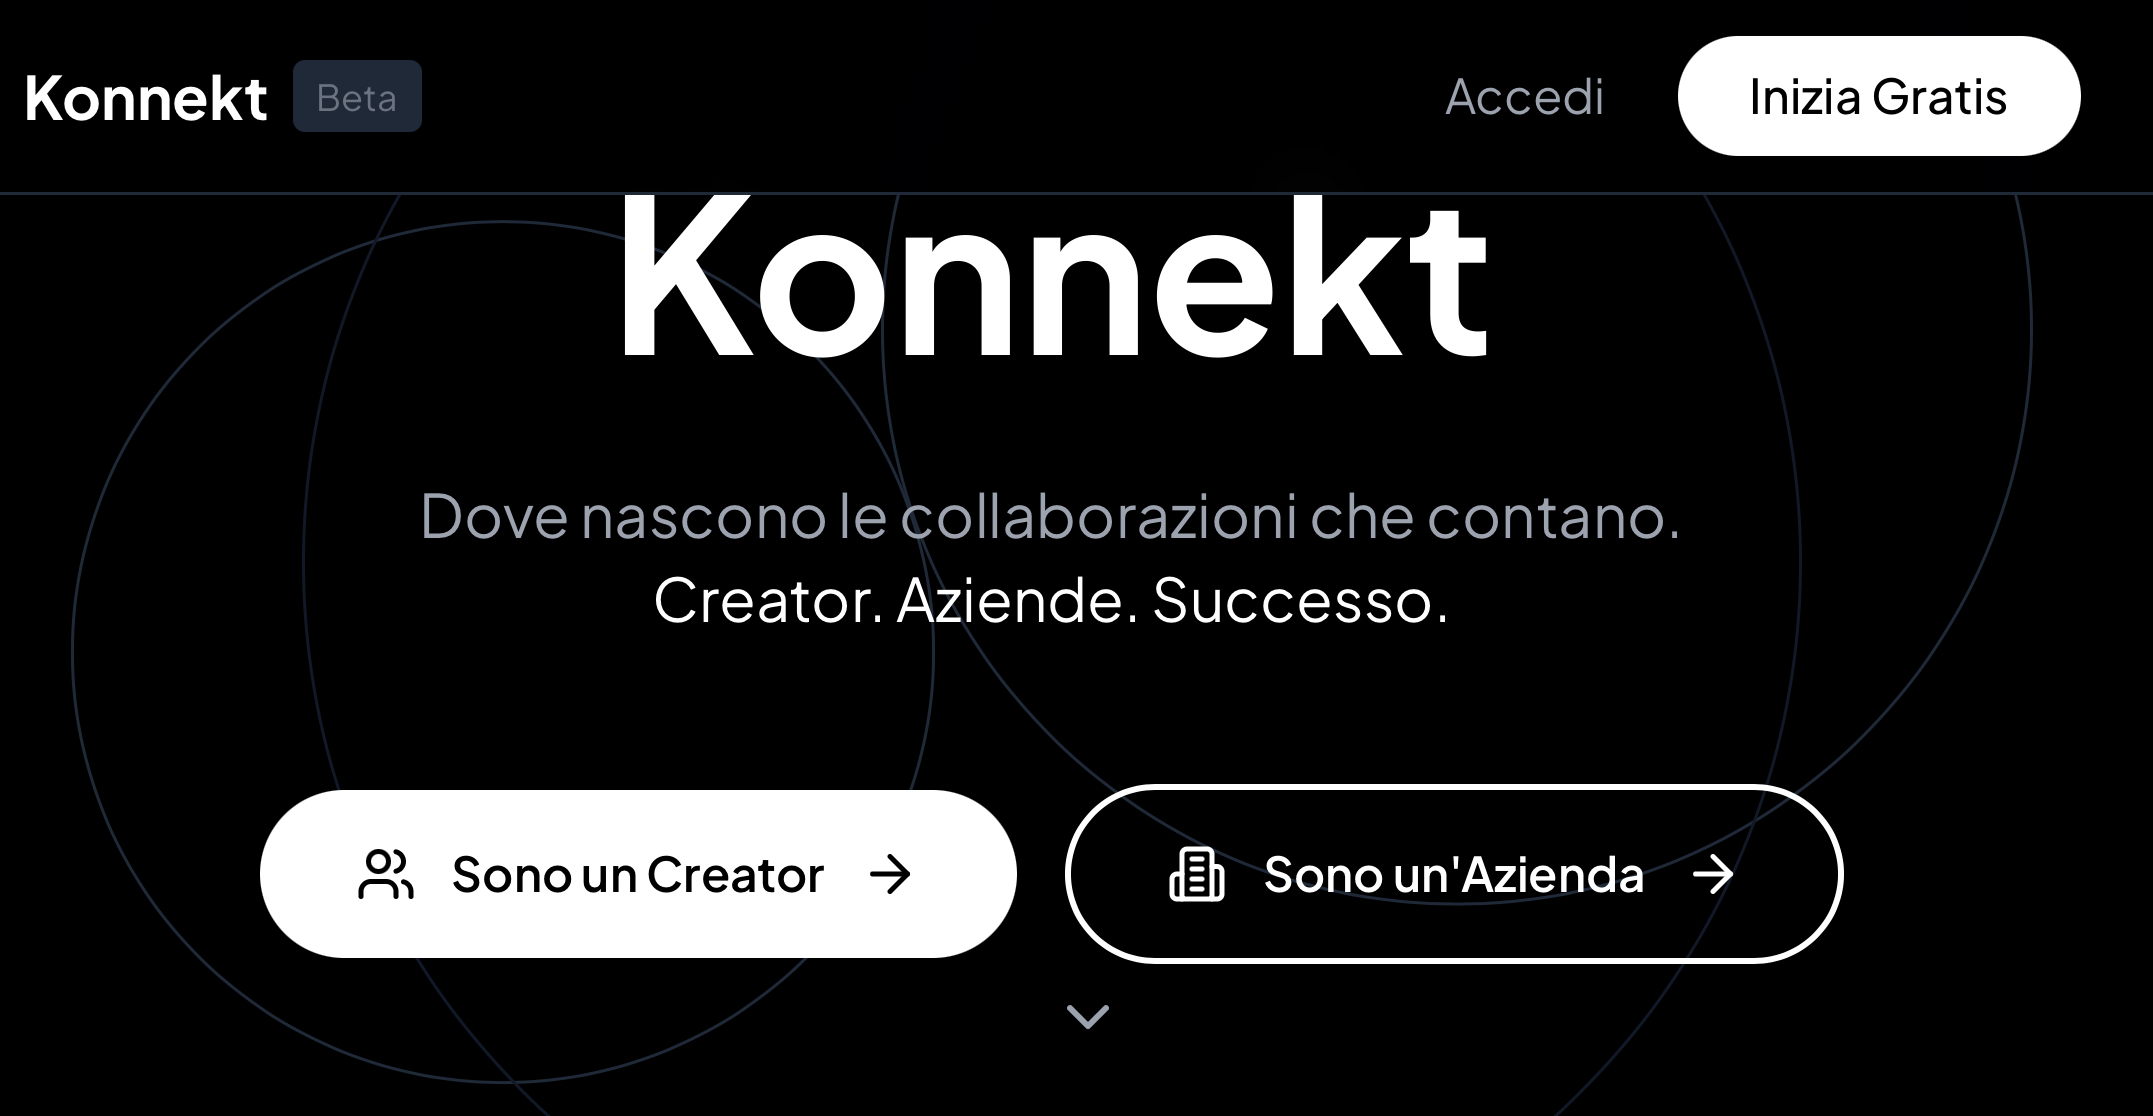 Konnekt Beta Accedi Inizia Gratis
Konnekt
Dove nascono le collaborazioni che contano.
Creator. Aziende. Successo.
Sono un Creator Sono un'Azienda